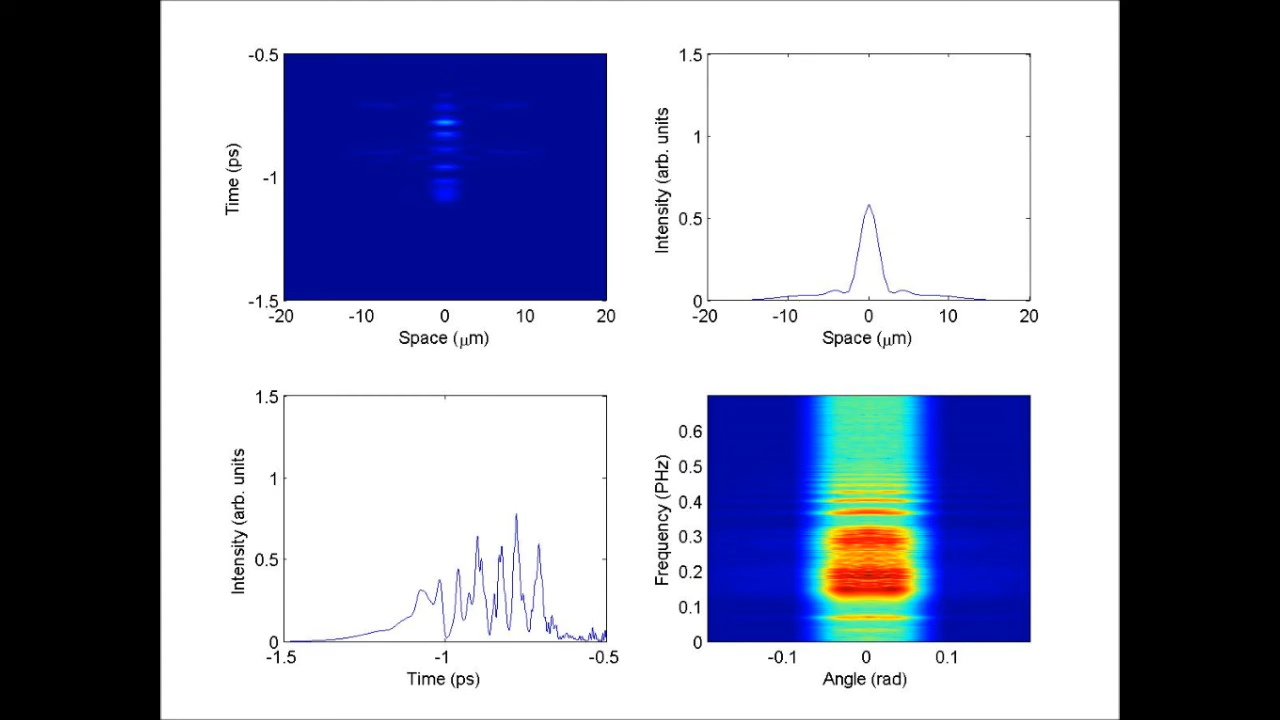 -0.5
-1
-1.5
Time (ps)
-20 -10 0 10 20
Space (μm)
1.5
1
0.5
0
Intensity (arb. units
-20 -10 0 10 20
Space (μm)
1.5
1
0.5
0
Intensity (arb. units
-1.5 -1 -0.5
Time (ps)
0.6
0.5
0.4
0.3
0.2
0.1
0
Frequency (PHz)
-0.1 0 0.1
Angle (rad)